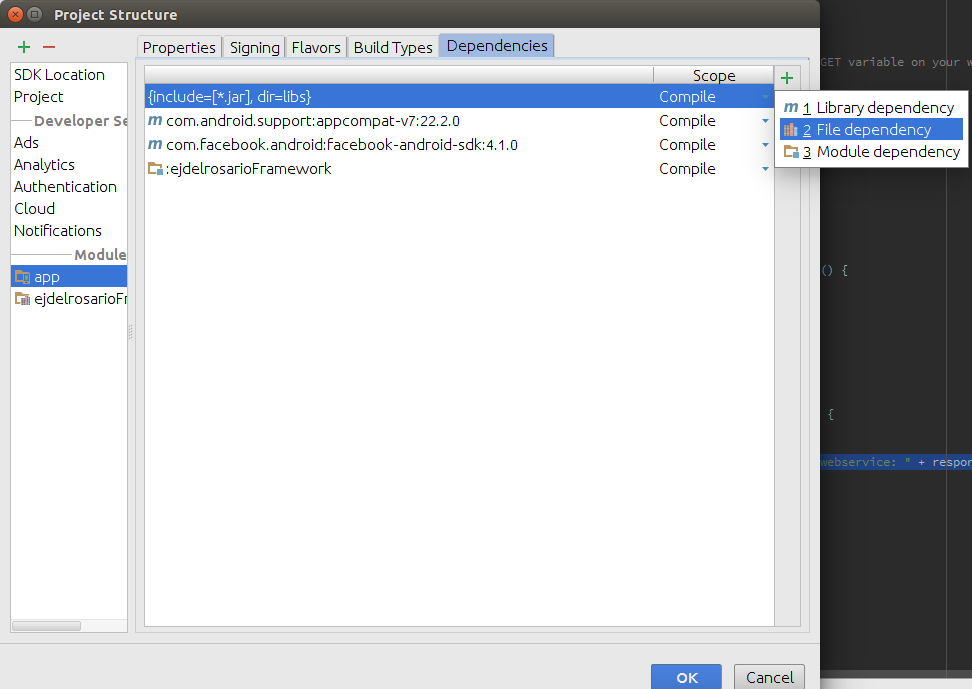 Project Structure
Properties Signing Flavors Build Types Dependencies
SDK Location
Project
Developer Se
Ads
Analytics
Authentication
Cloud
Notifications
Module
app
ejdelrosarioFr
Scope
{include=[*.jar], dir=libs} Compile
m com.android.support:appcompat-v7:22.2.0 Compile
m com.facebook.android:facebook-android-sdk:4.1.0 Compile
:ejdelrosarioFramework Compile
m 1 Library dependency
2 File dependency
3 Module dependency
GET variable on your w
() {
{
webservice: " + respon
OK Cancel